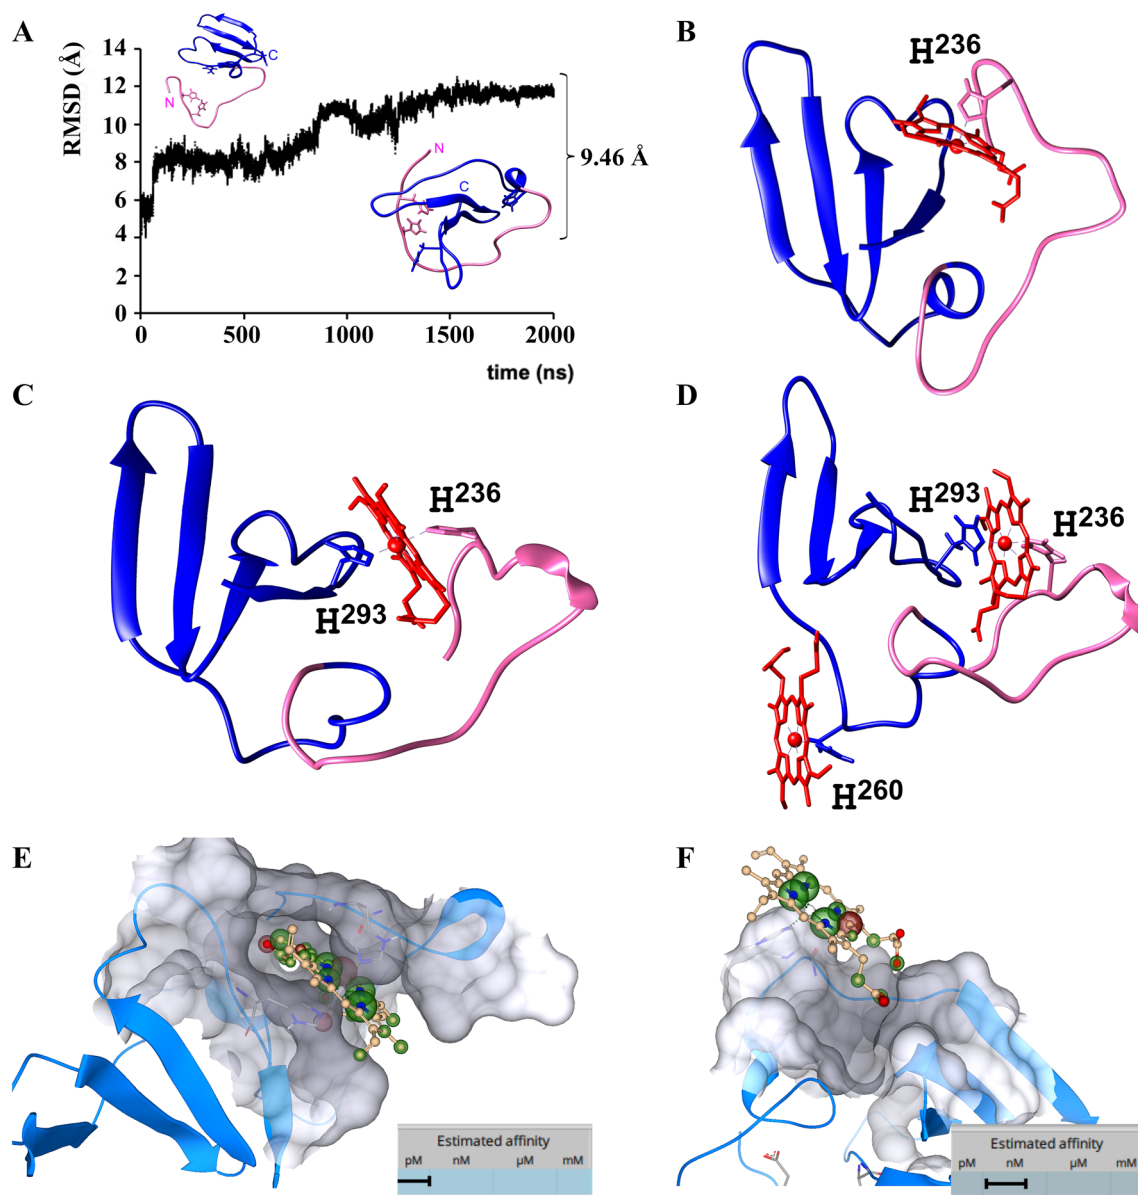 A
B
RMSD (Å)
14
12
10
8
6
4
2
0
C
N
N
C
9.46 Å
0
500
1000
1500
2000
time (ns)
H236
C
D
H236
H293
H293
H236
H260
E
F
Estimated affinity
pM nM µM mM
Estimated affinity
pM nM µM mM